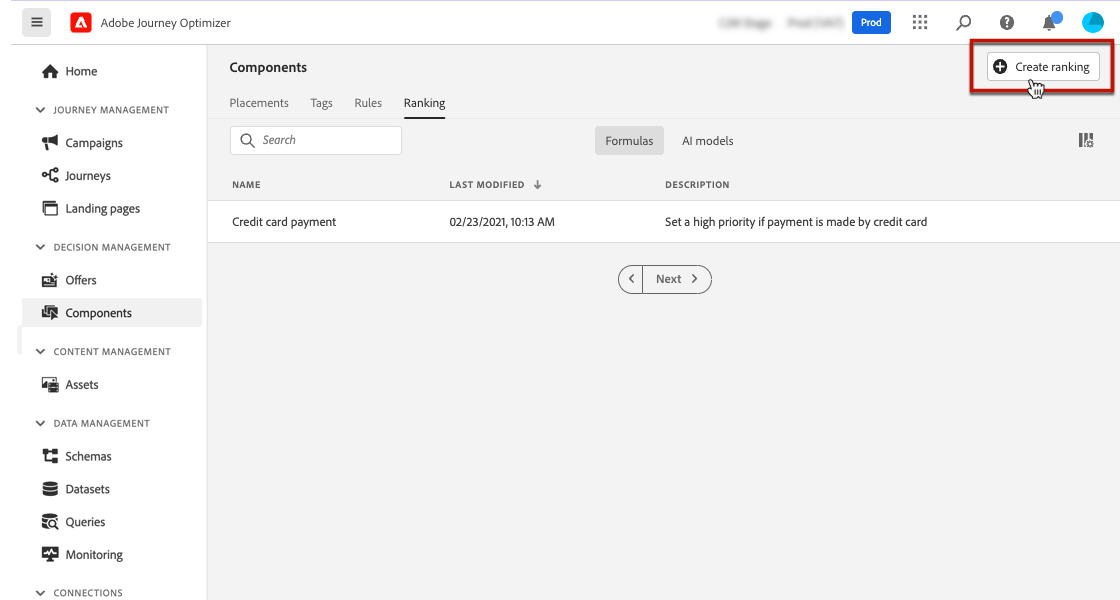 Adobe Journey Optimizer
Prod
Home
JOURNEY MANAGEMENT
Campaigns
Journeys
Landing pages
DECISION MANAGEMENT
Offers
Components
CONTENT MANAGEMENT
Assets
DATA MANAGEMENT
Schemas
Datasets
Queries
Monitoring
CONNECTIONS
Components
Create ranking
Placements Tags Rules Ranking
Search
Formulas AI models
NAME LAST MODIFIED DESCRIPTION
Credit card payment 02/23/2021, 10:13 AM Set a high priority if payment is made by credit card
Next